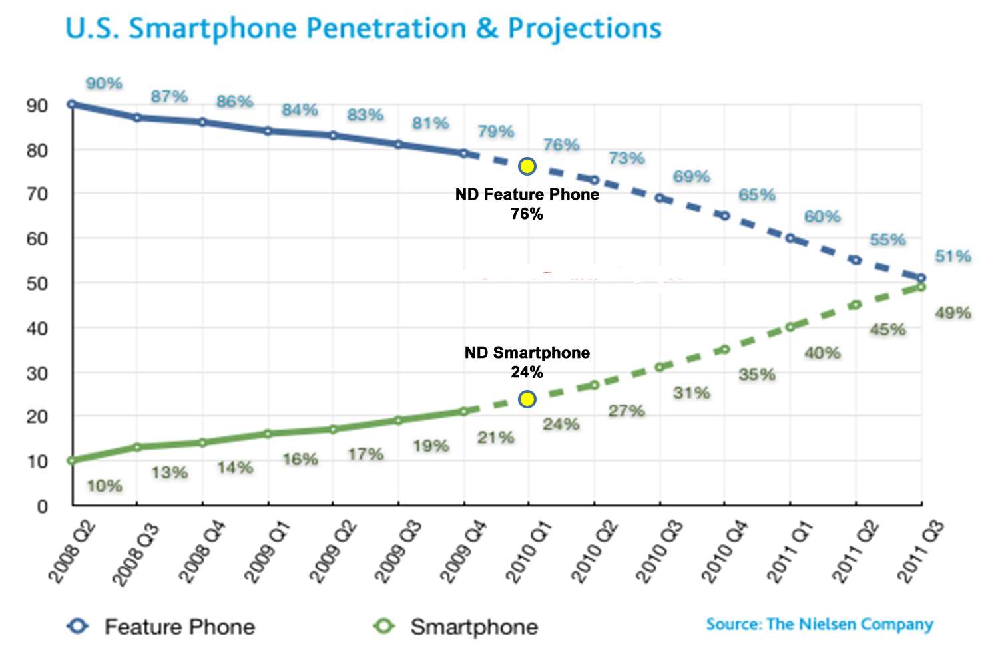 U.S. Smartphone Penetration & Projections
90%
87%
86%
84%
83%
81%
79%
76%
73%
69%
65%
60%
55%
51%
90
80
70
60
50
40
30
20
10
0
ND Feature Phone
76%
ND Smartphone
24%
10%
13%
14%
16%
17%
19%
21%
24%
27%
31%
35%
40%
45%
49%
2008 Q2
2008 Q3
2008 Q4
2009 Q1
2009 Q2
2009 Q3
2009 Q4
2010 Q1
2010 Q2
2010 Q3
2010 Q4
2011 Q1
2011 Q2
2011 Q3
Feature Phone
Smartphone
Source: The Nielsen Company